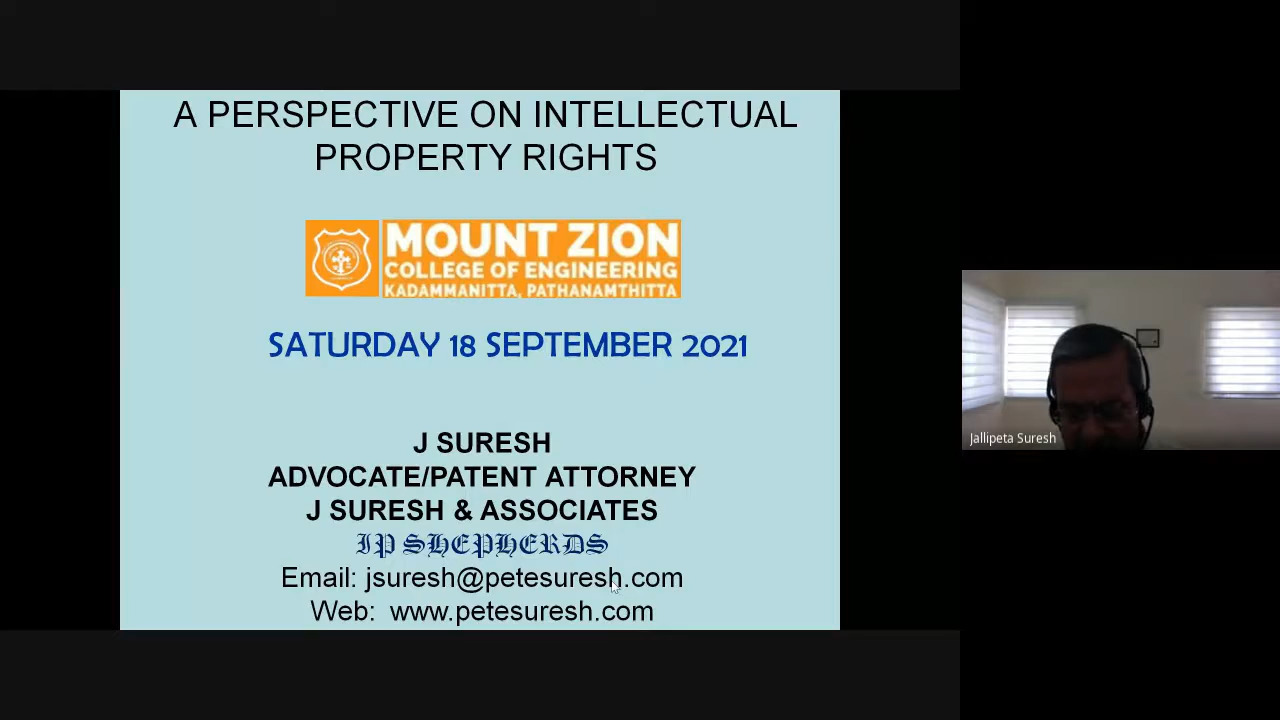 A PERSPECTIVE ON INTELLECTUAL
PROPERTY RIGHTS
MOUNT ZION
COLLEGE OF ENGINEERING
KADAMMANITTA, PATHANAMTHITTA
SATURDAY 18 SEPTEMBER 2021
J SURESH
ADVOCATE/PATENT ATTORNEY
J SURESH & ASSOCIATES
IP SHEPHERDS
Email: jsuresh@petesuresh.com
Web: www.petesuresh.com
Jallipeta Suresh